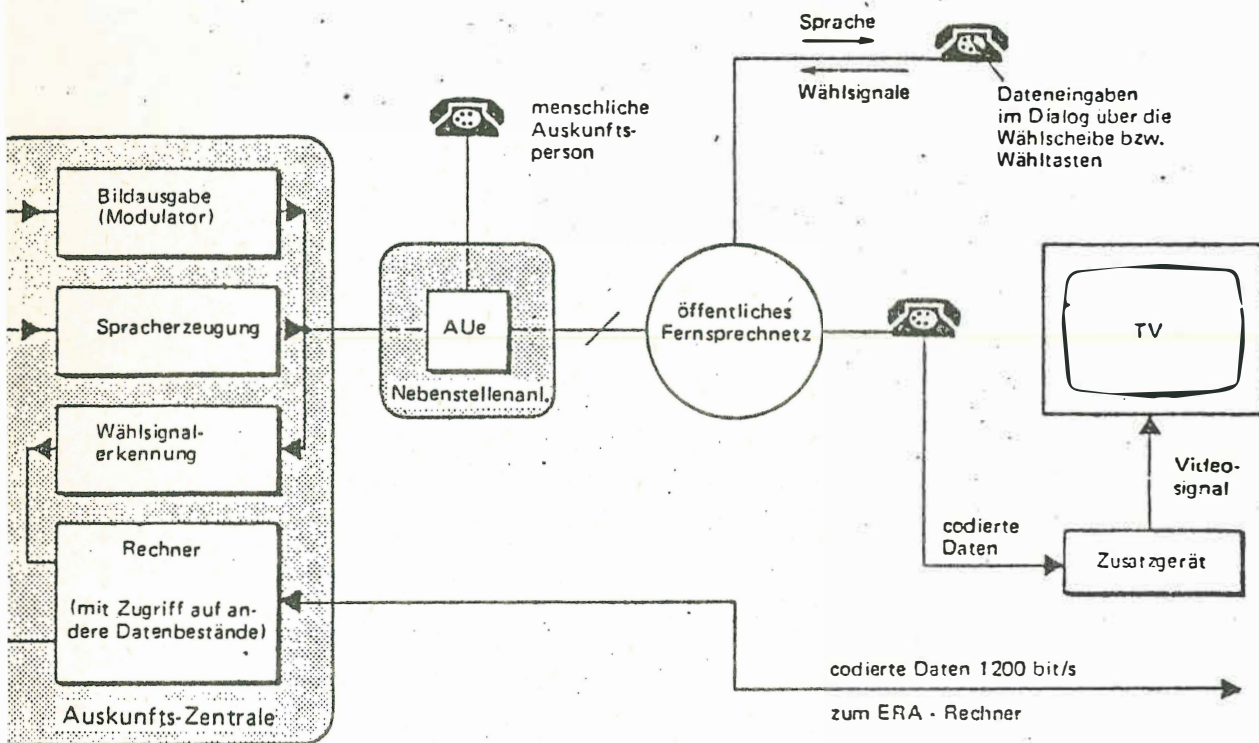 Sprache
Wählsignale
Dateneingaben
im Dialog über die
Wählscheibe bzw.
Wähltasten
menschliche
Auskunfts-
person
Bildausgabe
(Modulator)
Spracherzeugung
AUe
Nebenstellenanl.
öffentliches
Fernsprechnetz
TV
Wählsignal-
erkennung
Video-
signal
codierte
Daten
Zusatzgerät
Rechner
(mit Zugriff auf an-
dere Datenbestände)
codierte Daten 1200 bit/s
zum ERA - Rechner
Auskunfts-Zentrale